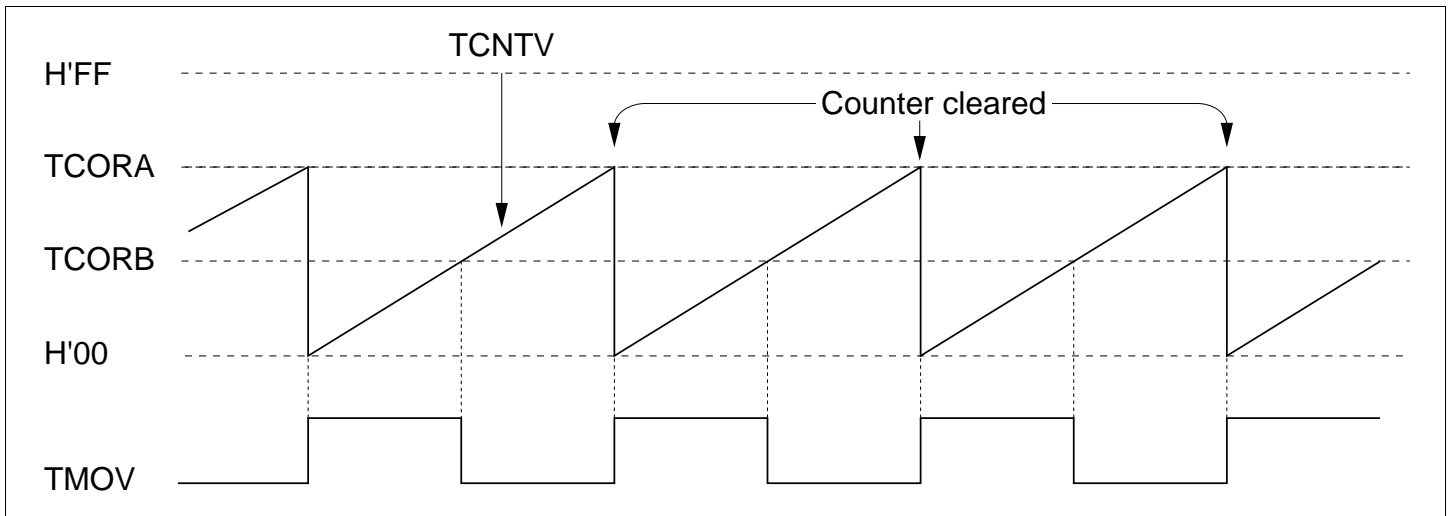 TCNTV
H'FF
Counter cleared
TCORA
TCORB
H'00
TMOV